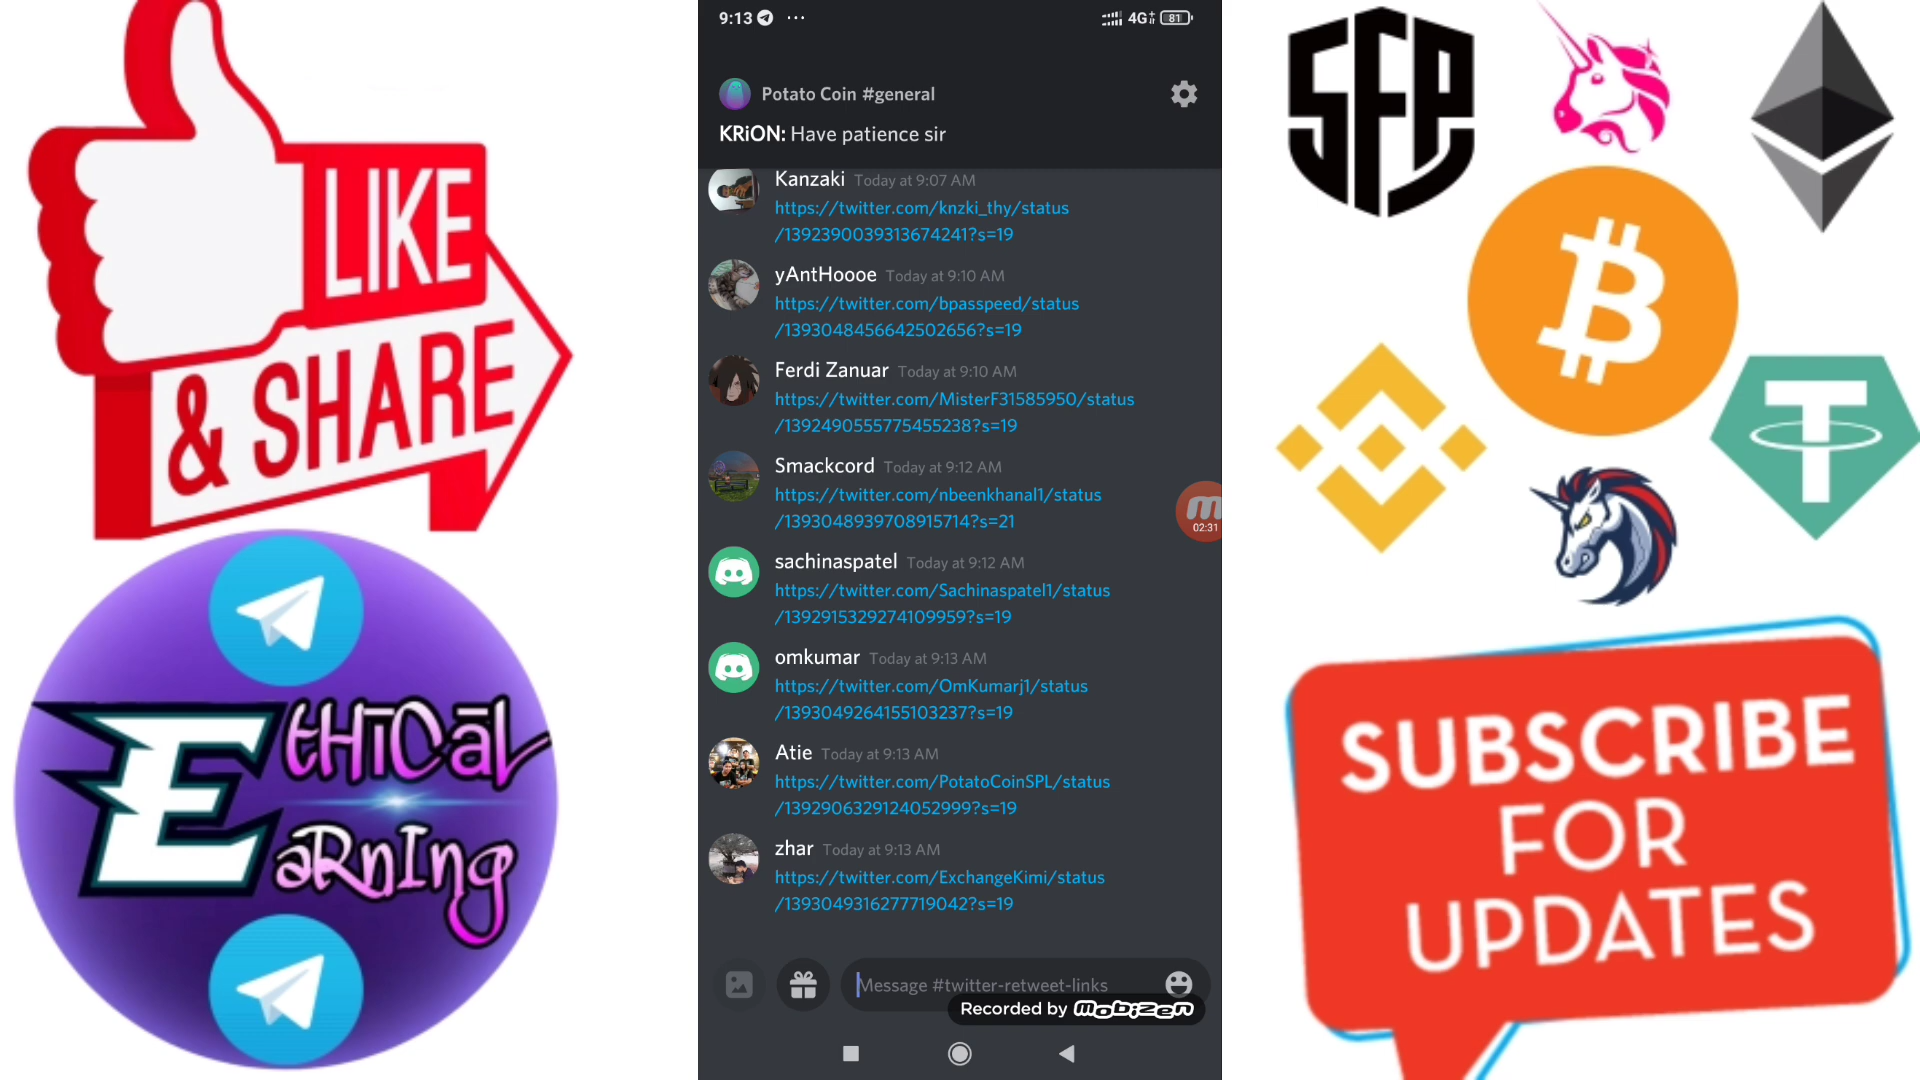 LIKE
& SHARE
EtHiCāL
EaRnIng
9:13
4G
81
Potato Coin #general
KRiON: Have patience sir
Kanzaki Today at 9:07 AM
https://twitter.com/knzki_thy/status
/1392390039313674241?s=19
yAntHoooe Today at 9:10 AM
https://twitter.com/bpasspeed/status
/1393048456642502656?s=19
Ferdi Zanuar Today at 9:10 AM
https://twitter.com/MisterF31585950/status
/1392490555775455238?s=19
Smackcord Today at 9:12 AM
https://twitter.com/nbeenkhanal1/status
/1393048939708915714?s=21
sachinaspatel Today at 9:12 AM
https://twitter.com/Sachinaspatel1/status
/1392915329274109959?s=19
omkumar Today at 9:13 AM
https://twitter.com/OmKumarj1/status
/1393049264155103237?s=19
Atie Today at 9:13 AM
https://twitter.com/PotatoCoinSPL/status
/1392906329124052999?s=19
zhar Today at 9:13 AM
https://twitter.com/ExchangeKimi/status
/1393049316277719042?s=19
02:31
Message #twitter-retweet-links
Recorded by mobizen
SFP
SUBSCRIBE
FOR
UPDATES